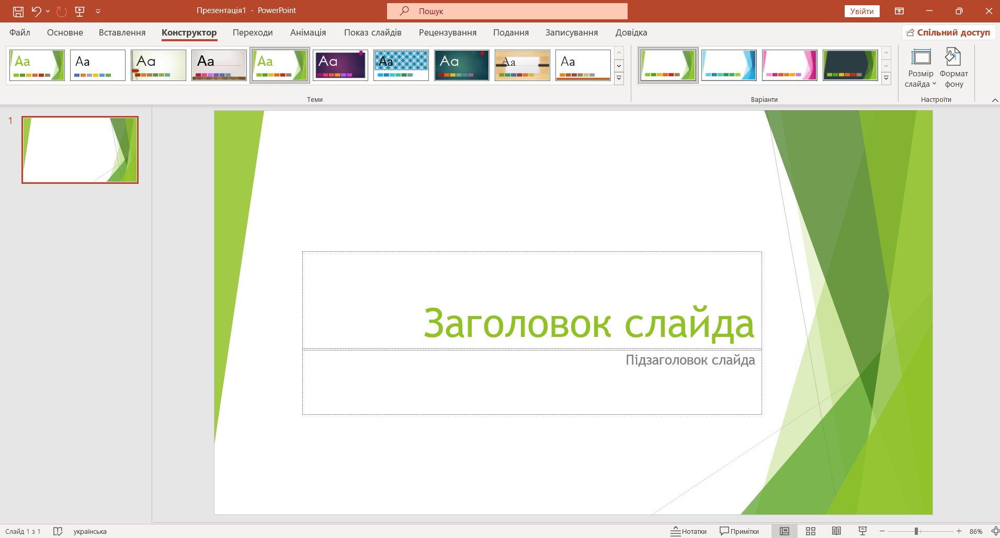 Презентація1 - PowerPoint
Пошук
Увійти
Файл Основне Вставлення Конструктор Переходи Анімація Показ слайдів Рецензування Подання Записування Довідка
Спільний доступ
Aa Aa Aa Aa Aa Aa Aa Aa Aa Aa
Розмір слайда
Формат фону
Теми
Варіанти
Настроїти
1
Заголовок слайда
Підзаголовок слайда
Слайд 1 з 1
українська
Нотатки
Примітки
86%